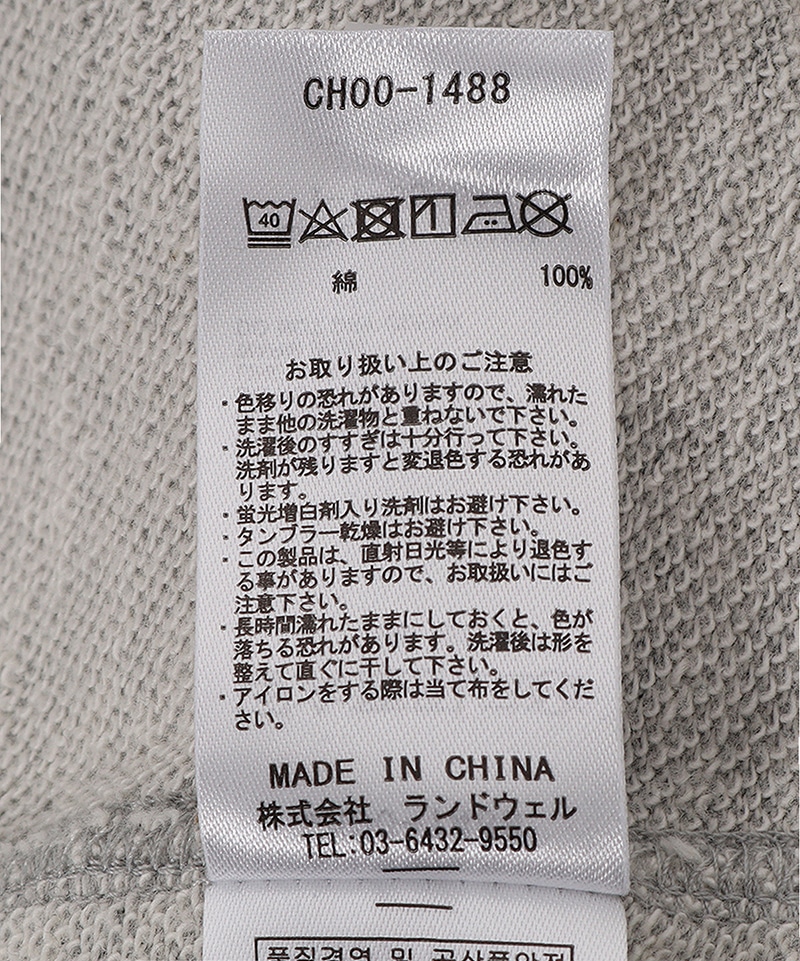 CH00-1488
40
綿 100%
お取り扱い上のご注意
・色移りの恐れがありますので、濡れた
まま他の洗濯物と重ねないで下さい。
・洗濯後のすすぎは十分行って下さい。
洗剤が残りますと変退色する恐れがあ
ります。
・蛍光増白剤入り洗剤はお避け下さい。
・タンブラー乾燥はお避け下さい。
・この製品は、直射日光等により退色す
る事がありますので、お取扱いにはご
注意下さい。
・長時間濡れたままにしておくと、色が
落ちる恐れがあります。洗濯後は形を
整えて直ぐに干して下さい。
・アイロンをする際は当て布をしてくだ
さい。
MADE IN CHINA
株式会社 ランドウェル
TEL:03-6432-9550
품질경영 및 공산품안전